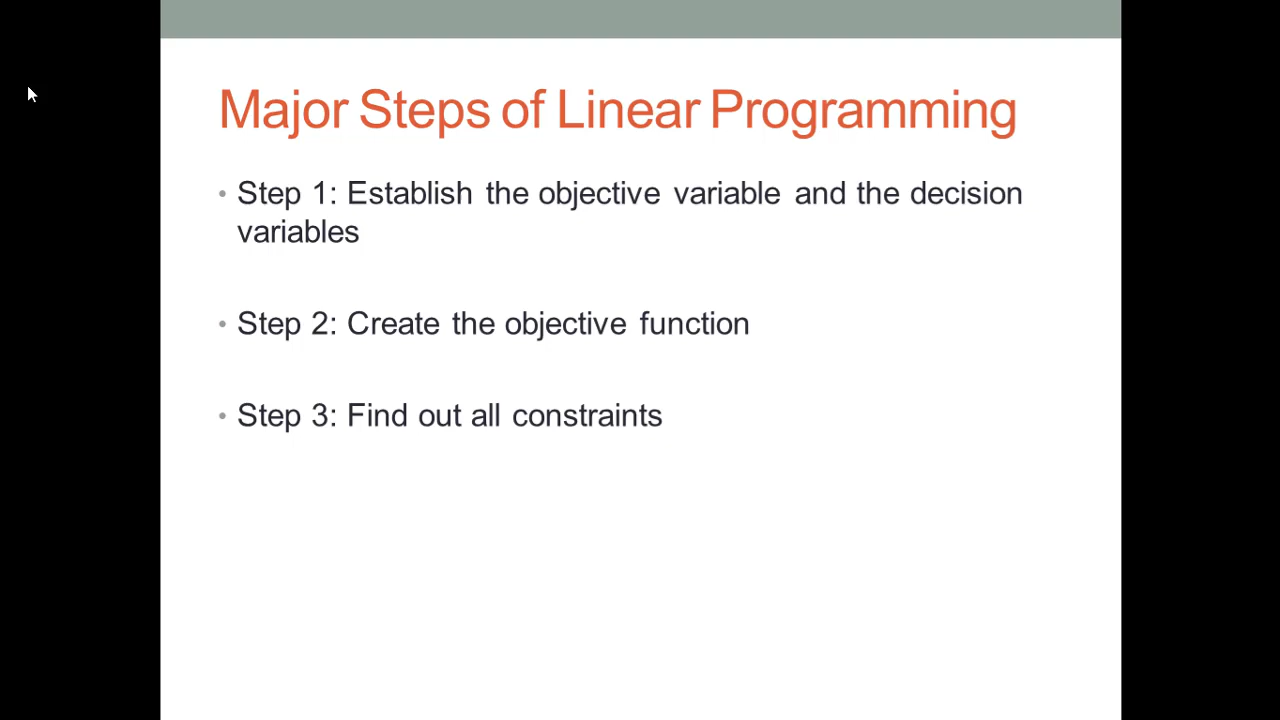 Major Steps of Linear Programming
• Step 1: Establish the objective variable and the decision
variables
• Step 2: Create the objective function
• Step 3: Find out all constraints